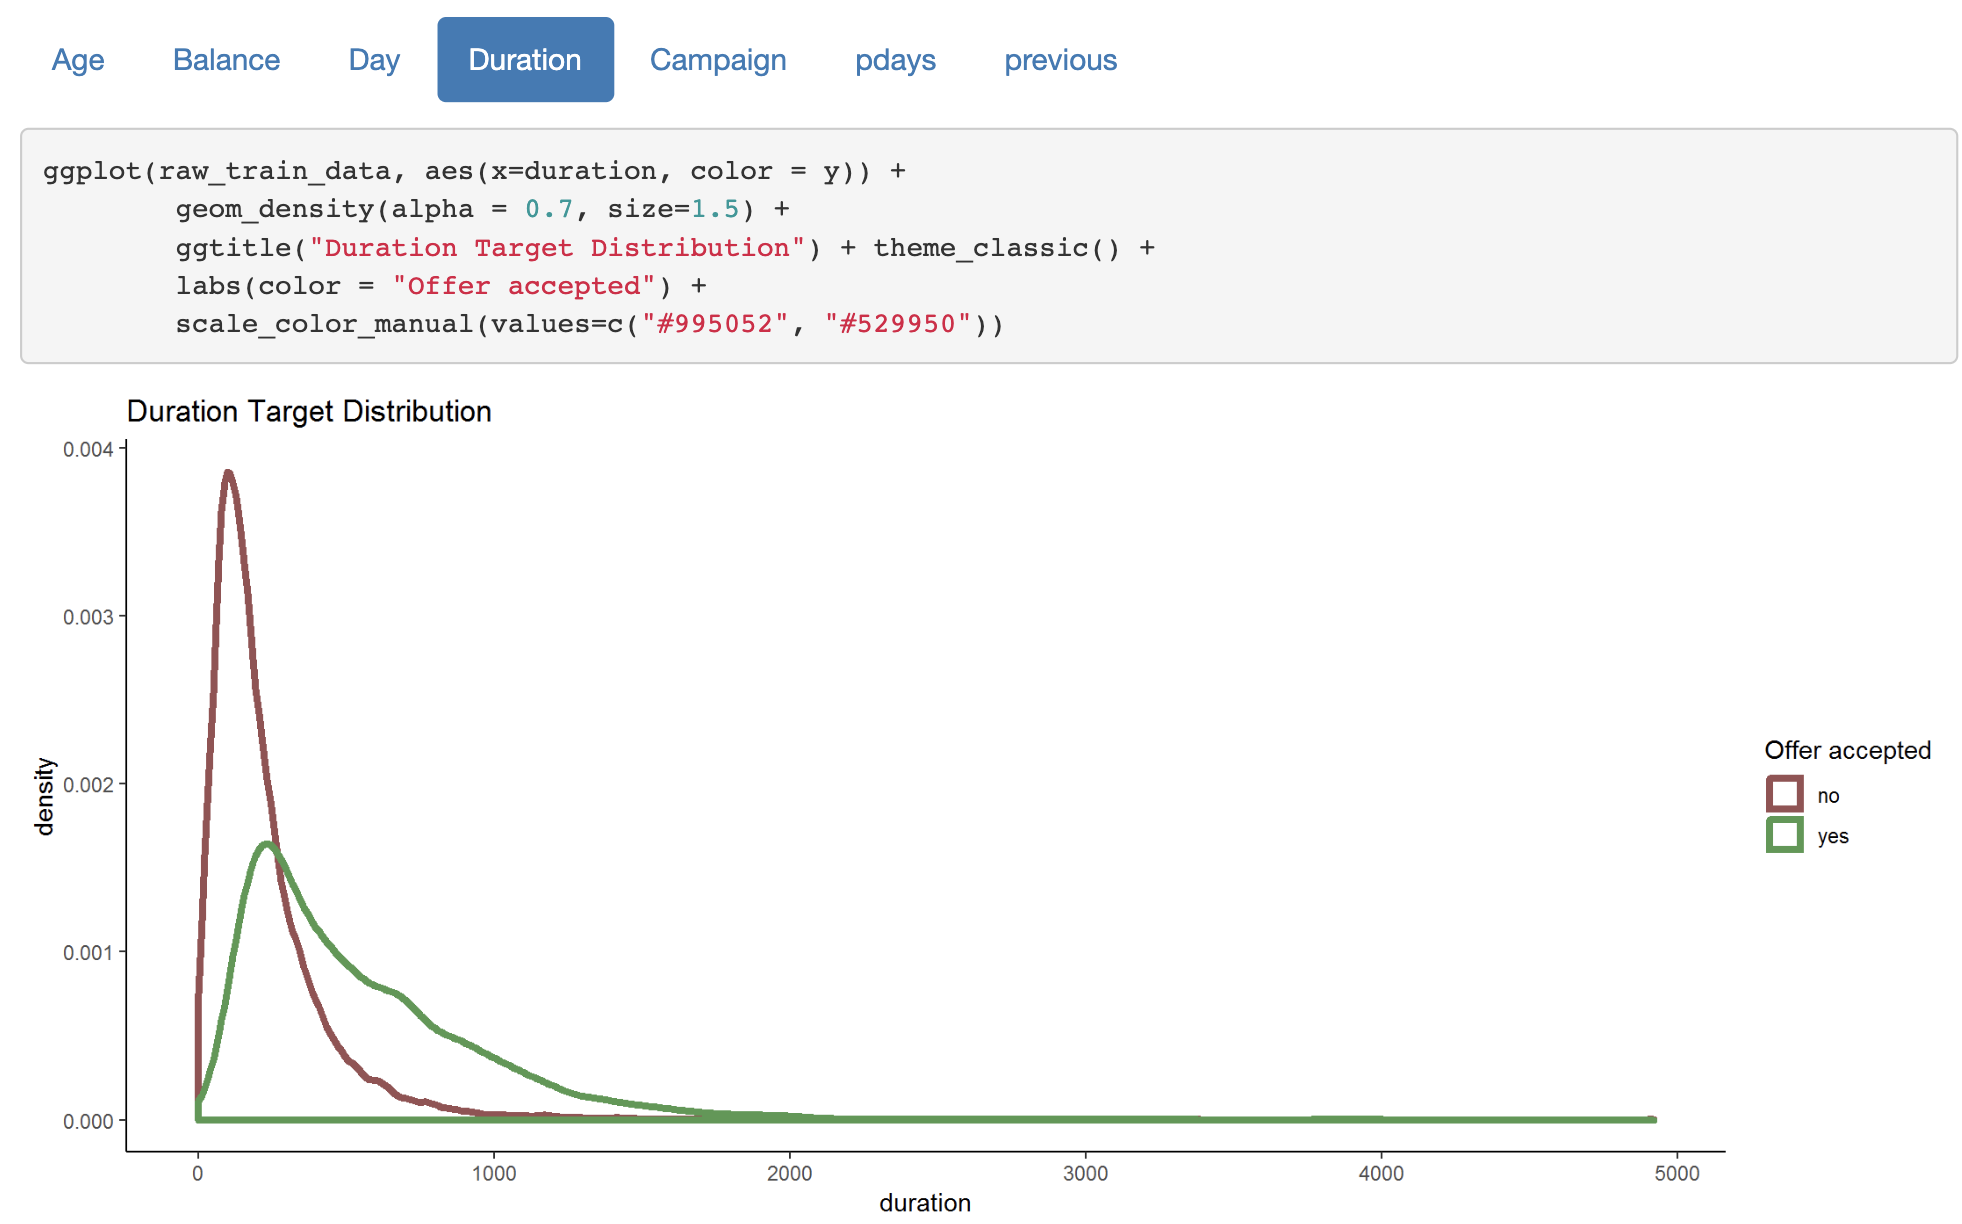 Age Balance Day Duration Campaign pdays previous
ggplot(raw_train_data, aes(x=duration, color = y)) +
geom_density(alpha = 0.7, size=1.5) +
ggtitle("Duration Target Distribution") + theme_classic() +
labs(color = "Offer accepted") +
scale_color_manual(values=c("#995052", "#529950"))
Duration Target Distribution
0.004
0.003
0.002
0.001
0.000
density
0 1000 2000 3000 4000 5000
duration
Offer accepted
no
yes